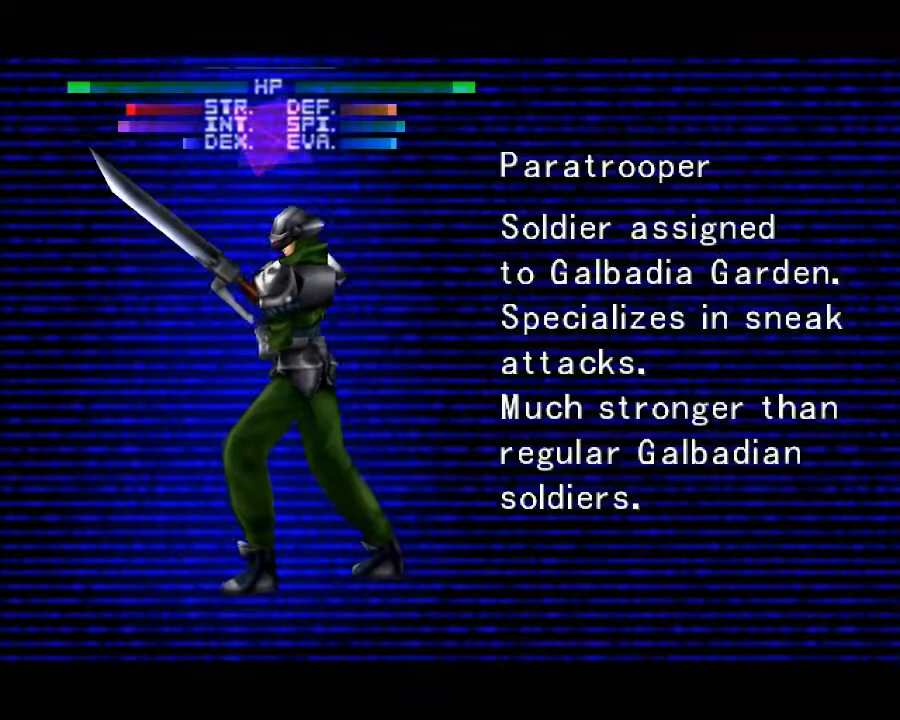 HP
STR. DEF.
INT. SPI.
DEX. EVA.
Paratrooper
Soldier assigned
to Galbadia Garden.
Specializes in sneak
attacks.
Much stronger than
regular Galbadian
soldiers.